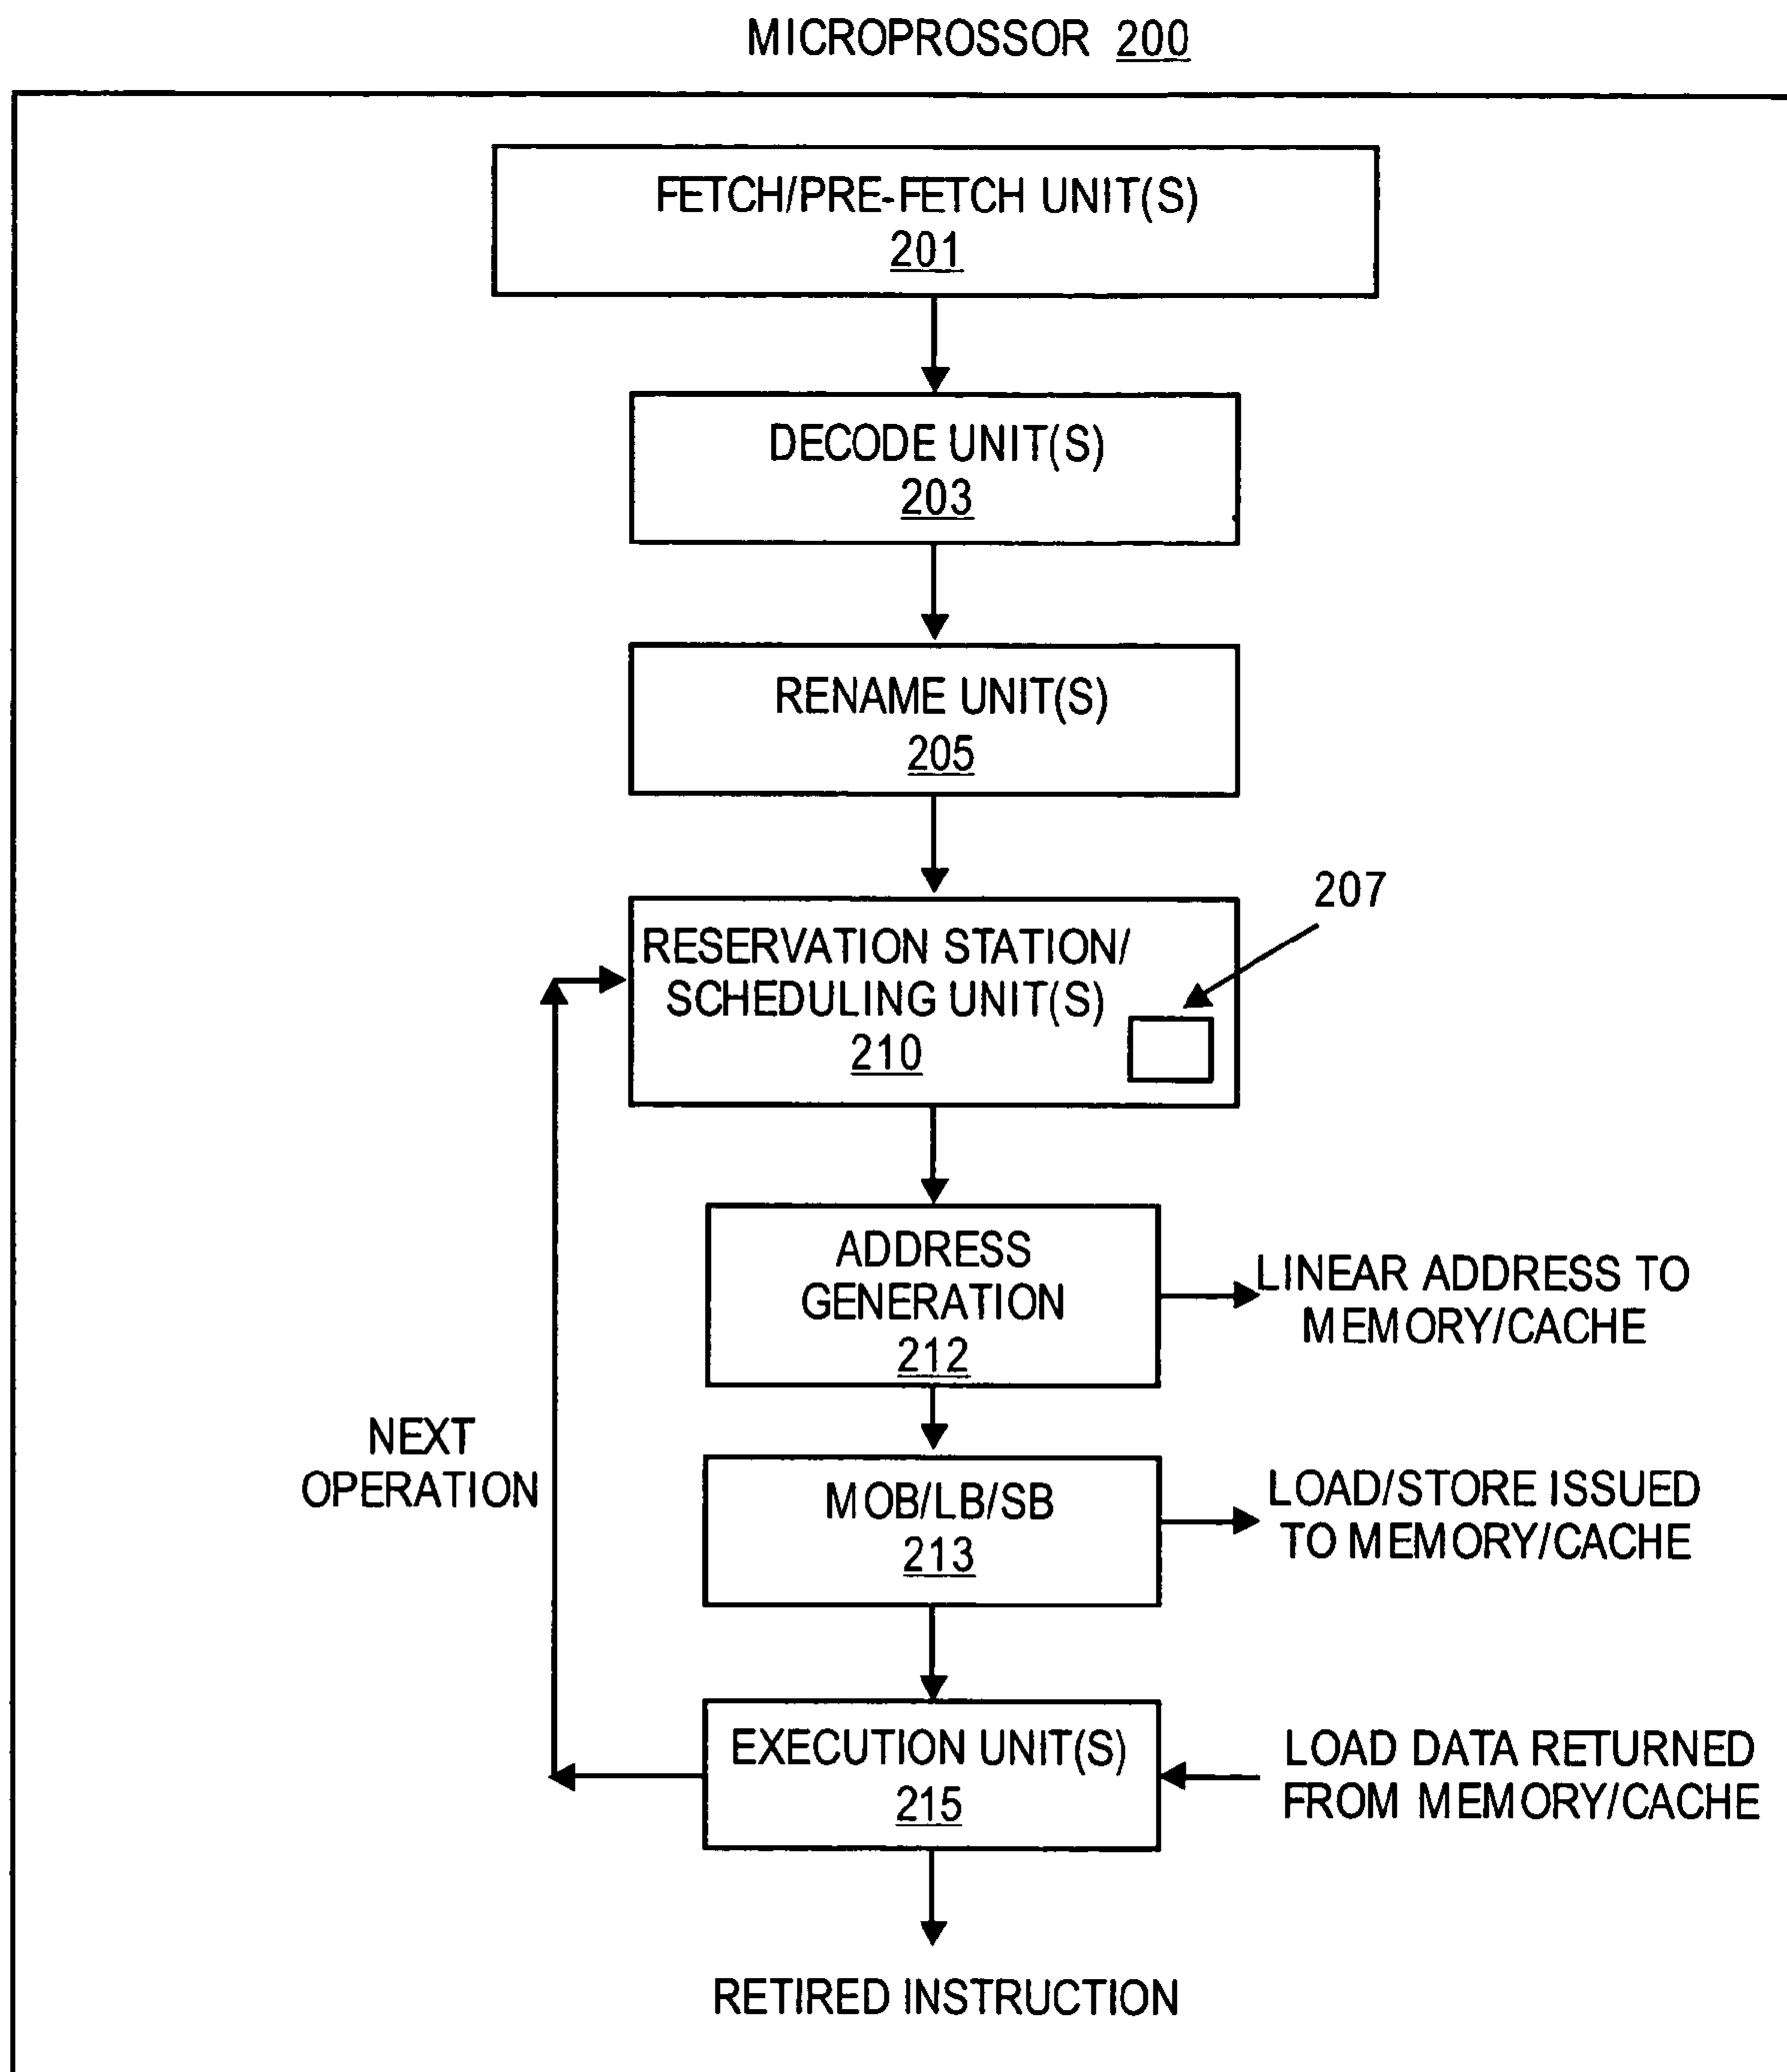 MICROPROSSOR 200
FETCH/PRE-FETCH UNIT(S)
201
DECODE UNIT(S)
203
RENAME UNIT(S)
205
207
RESERVATION STATION/
SCHEDULING UNIT(S)
210
ADDRESS
GENERATION
212
LINEAR ADDRESS TO
MEMORY/CACHE
NEXT
OPERATION
MOB/LB/SB
213
LOAD/STORE ISSUED
TO MEMORY/CACHE
EXECUTION UNIT(S)
215
LOAD DATA RETURNED
FROM MEMORY/CACHE
RETIRED INSTRUCTION